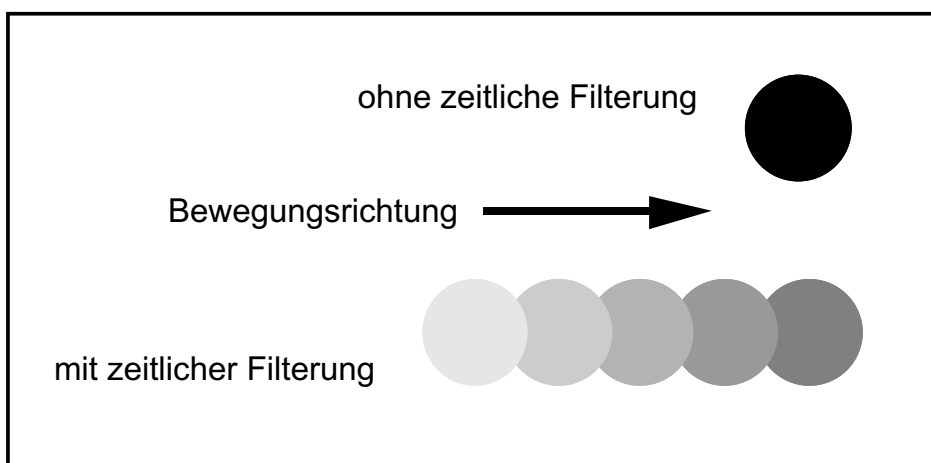 ohne zeitliche Filterung
Bewegungsrichtung
mit zeitlicher Filterung